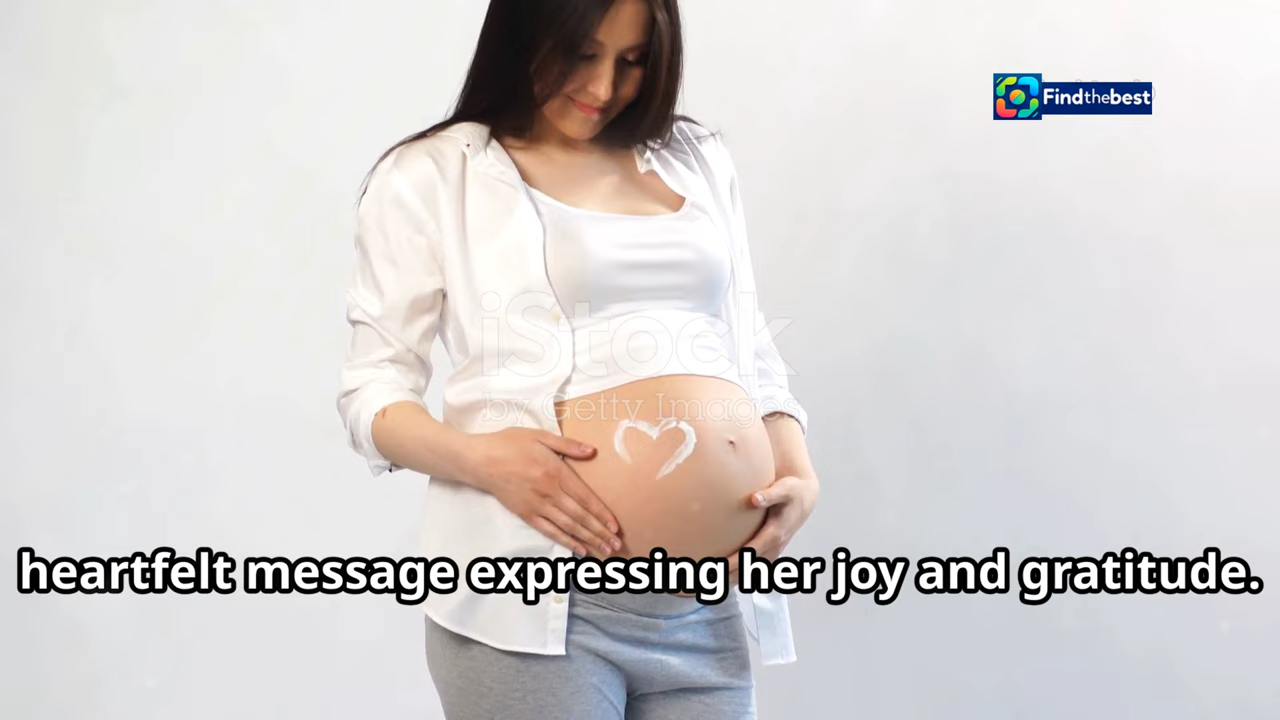 Findthebest
iStock
by Getty Images
heartfelt message expressing her joy and gratitude.